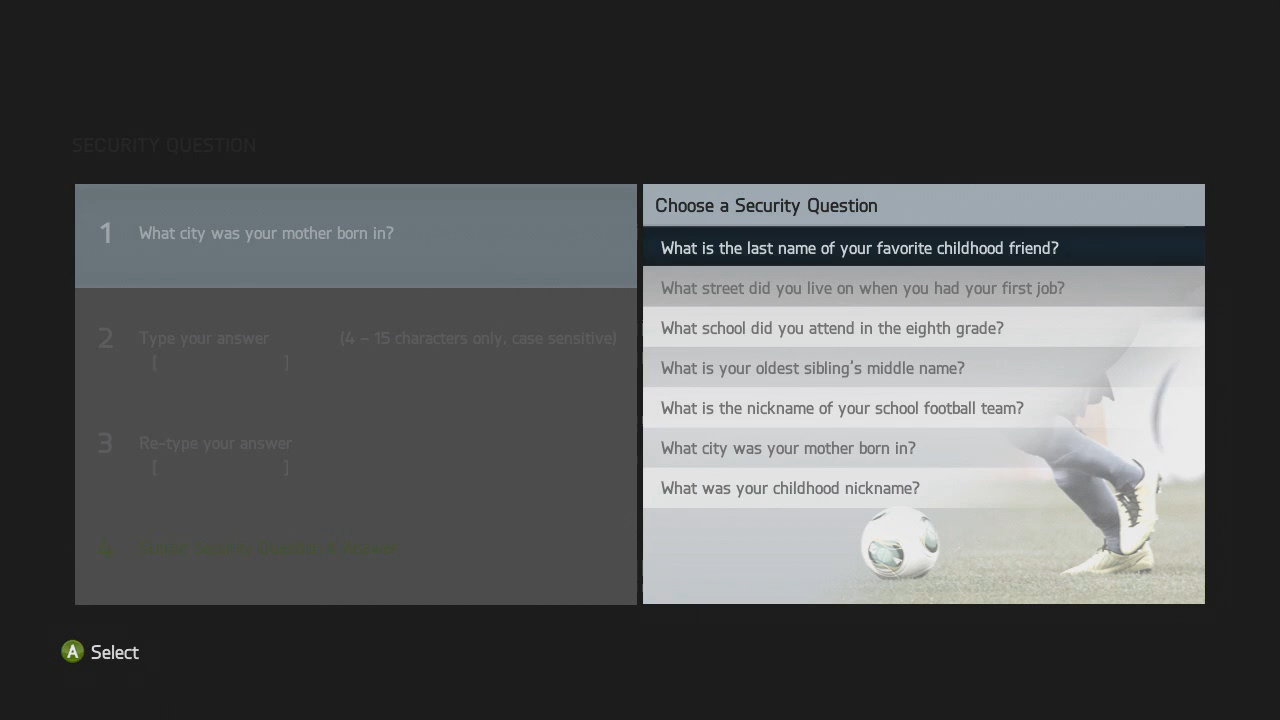 SECURITY QUESTION
1 What city was your mother born in?
2 Type your answer (4 – 15 characters only, case sensitive)
[ ]
3 Re-type your answer
[ ]
4
Choose a Security Question
What is the last name of your favorite childhood friend?
What street did you live on when you had your first job?
What school did you attend in the eighth grade?
What is your oldest sibling's middle name?
What is the nickname of your school football team?
What city was your mother born in?
What was your childhood nickname?
A Select